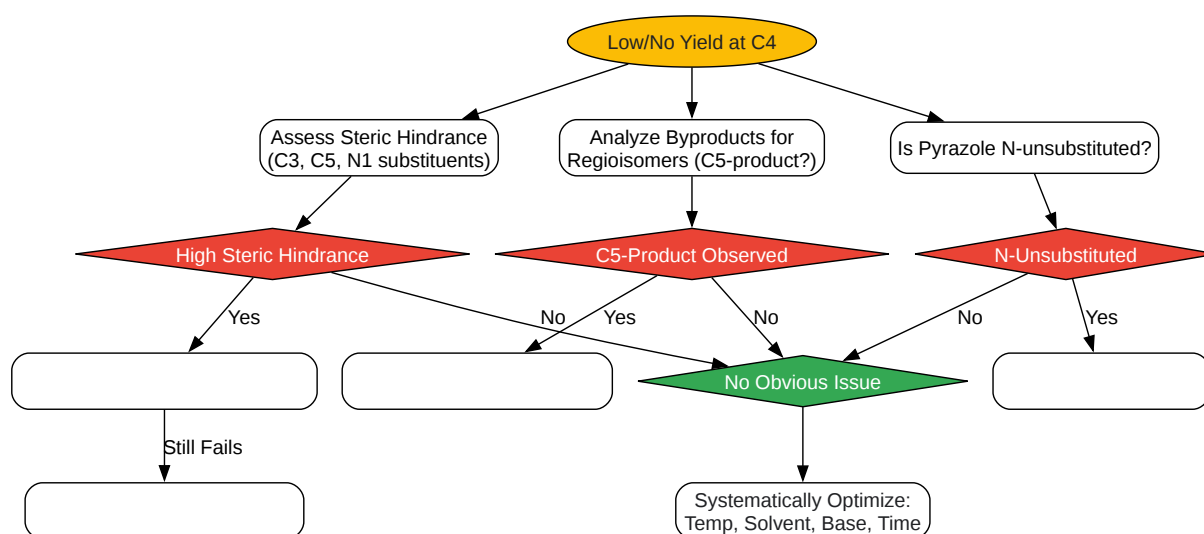 Low/No Yield at C4
Assess Steric Hindrance
(C3, C5, N1 substituents)
Analyze Byproducts for
Regioisomers (C5-product?)
Is Pyrazole N-unsubstituted?
High Steric Hindrance
C5-Product Observed
N-Unsubstituted
Yes
No
Yes
No
No
Yes
No Obvious Issue
Still Fails
Systematically Optimize:
Temp, Solvent, Base, Time